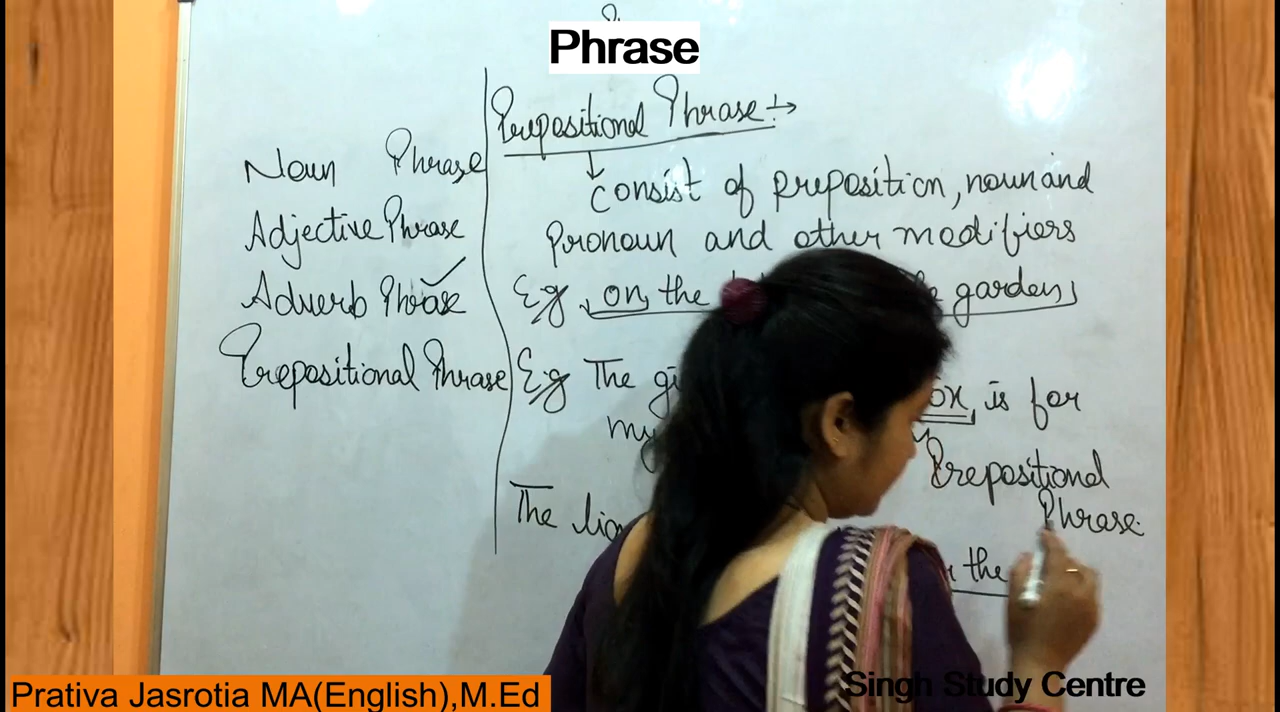 Phrase
Prepositional Phrase :→
Noun Phrase
Adjective Phrase
Adverb Phrase
Prepositional Phrase
consist of preposition, noun and
pronoun and other modifiers
Eg on the garden
Eg The is for
my
Prepositional
Phrase.
The
the
Prativa Jasrotia MA(English),M.Ed
Singh Study Centre